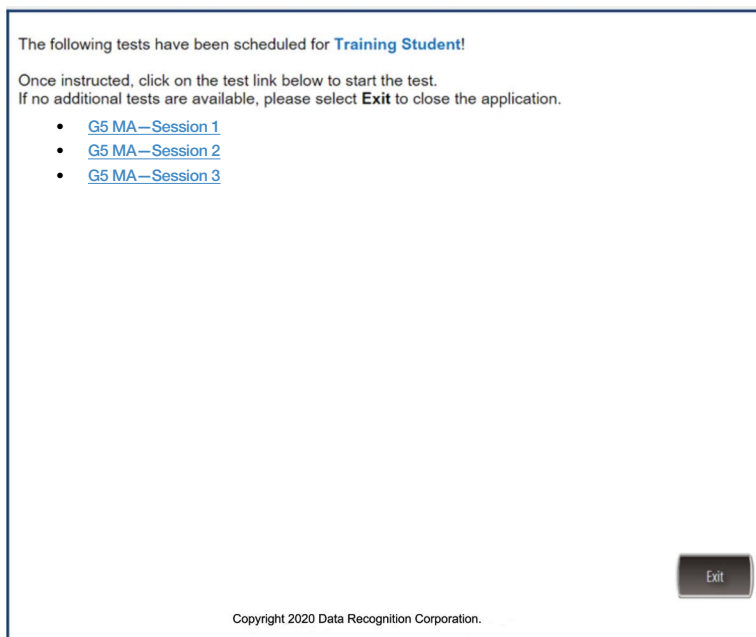 The following tests have been scheduled for Training Student!
Once instructed, click on the test link below to start the test.
If no additional tests are available, please select Exit to close the application.
• G5 MA—Session 1
• G5 MA—Session 2
• G5 MA—Session 3
Exit
Copyright 2020 Data Recognition Corporation.